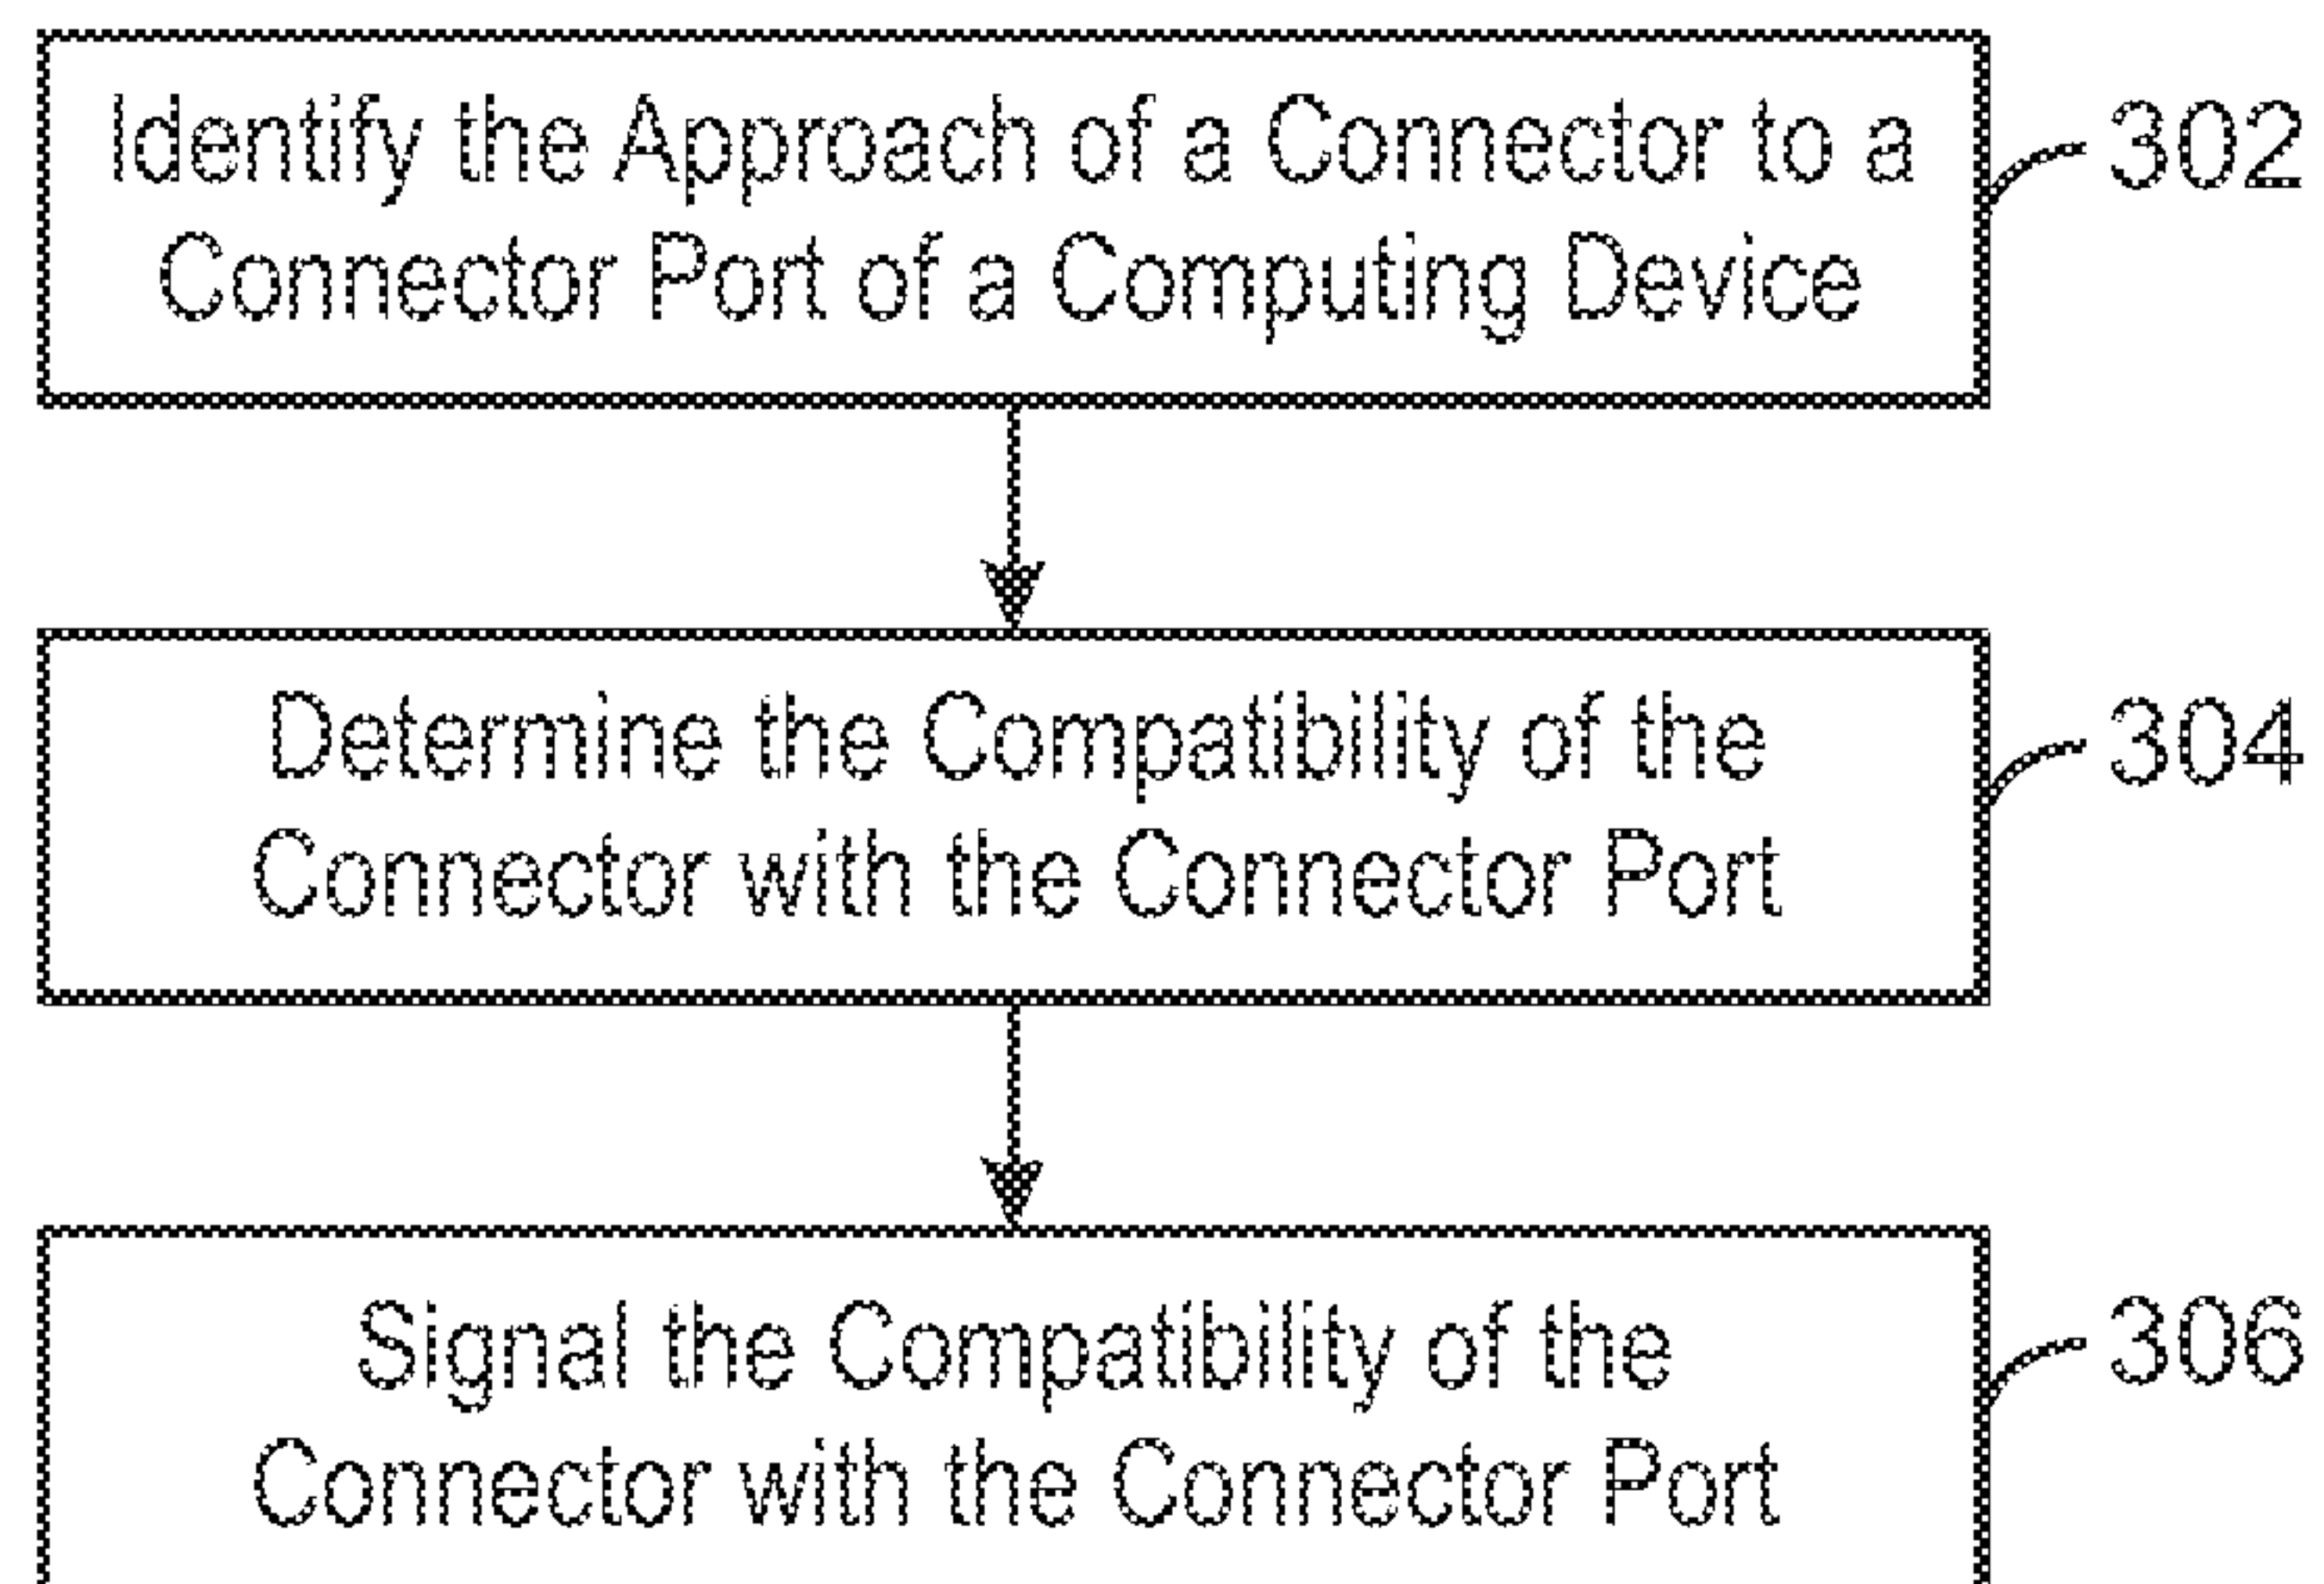 Identify the Approach of a Connector to a
Connector Port of a Computing Device
302
Determine the Compatibility of the
Connector with the Connector Port
304
Signal the Compatibility of the
Connector with the Connector Port
306